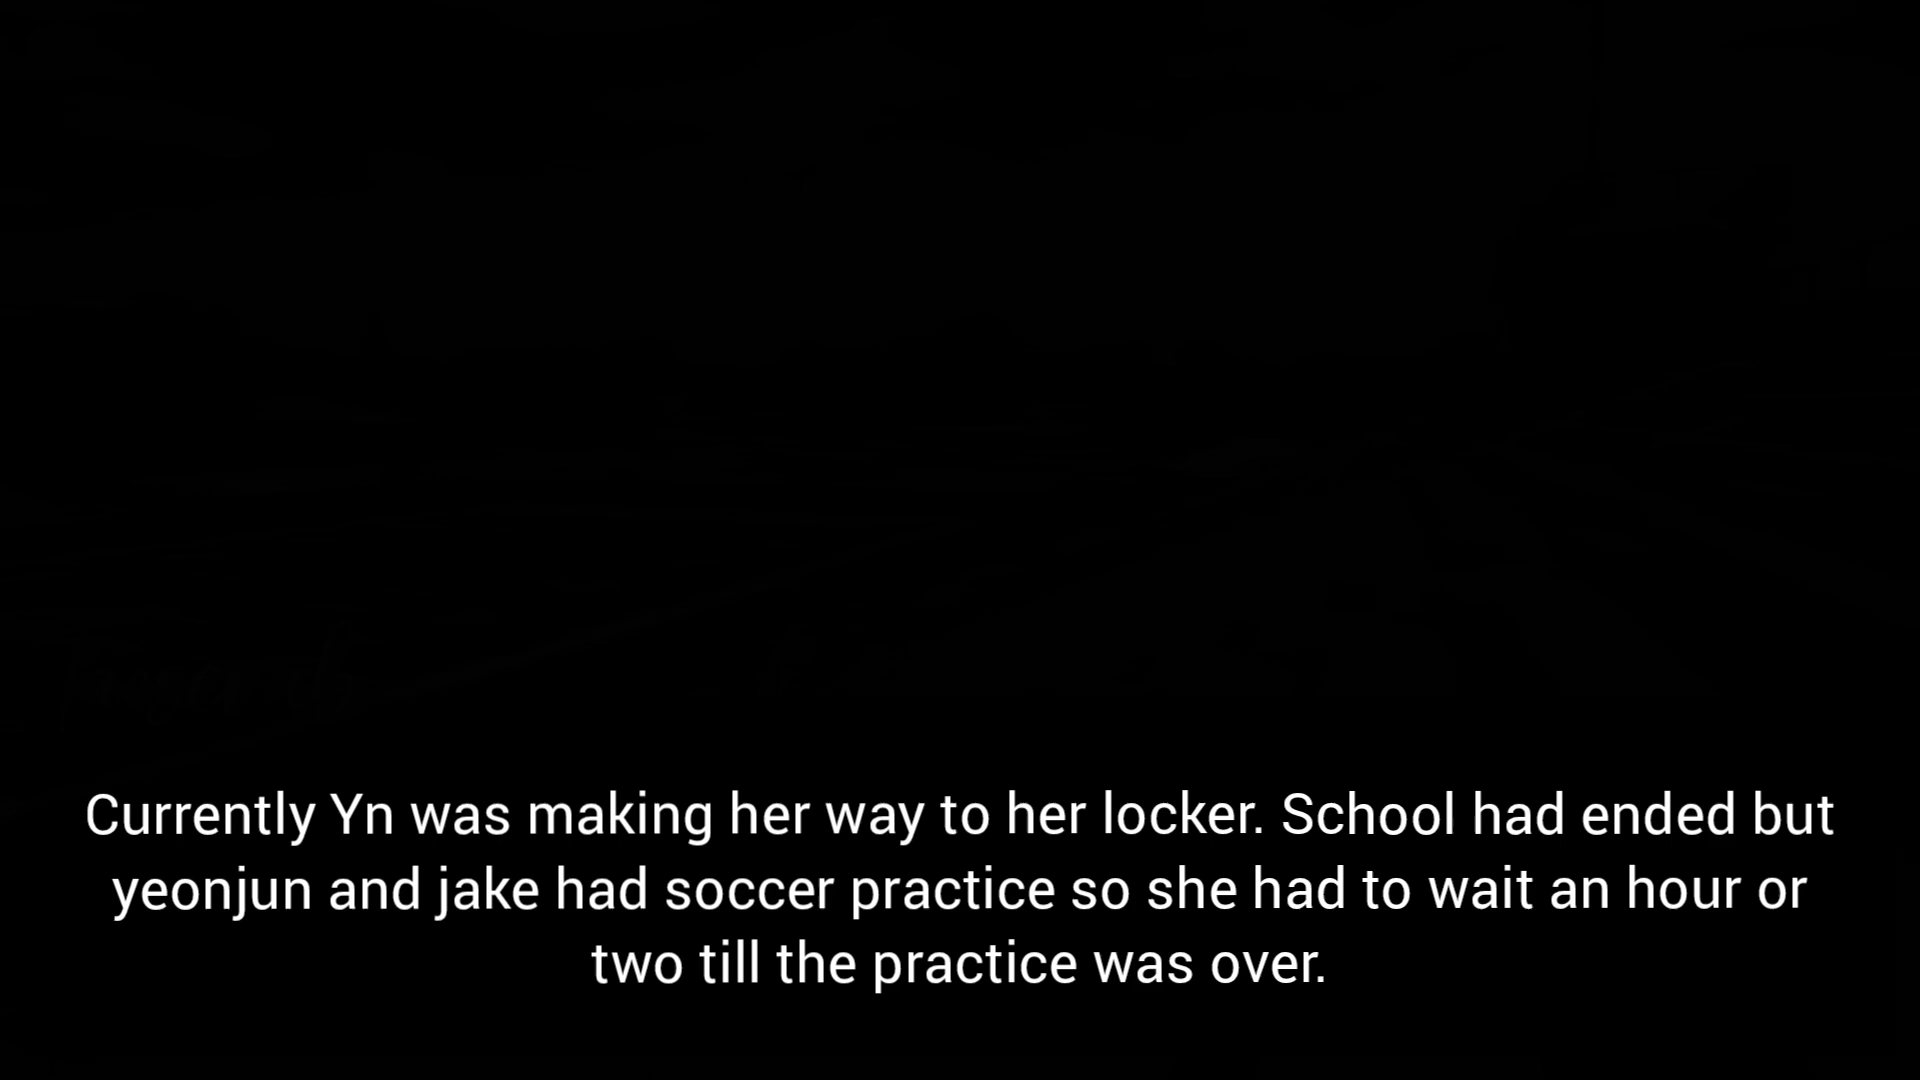 Currently Yn was making her way to her locker. School had ended but
yeonjun and jake had soccer practice so she had to wait an hour or
two till the practice was over.